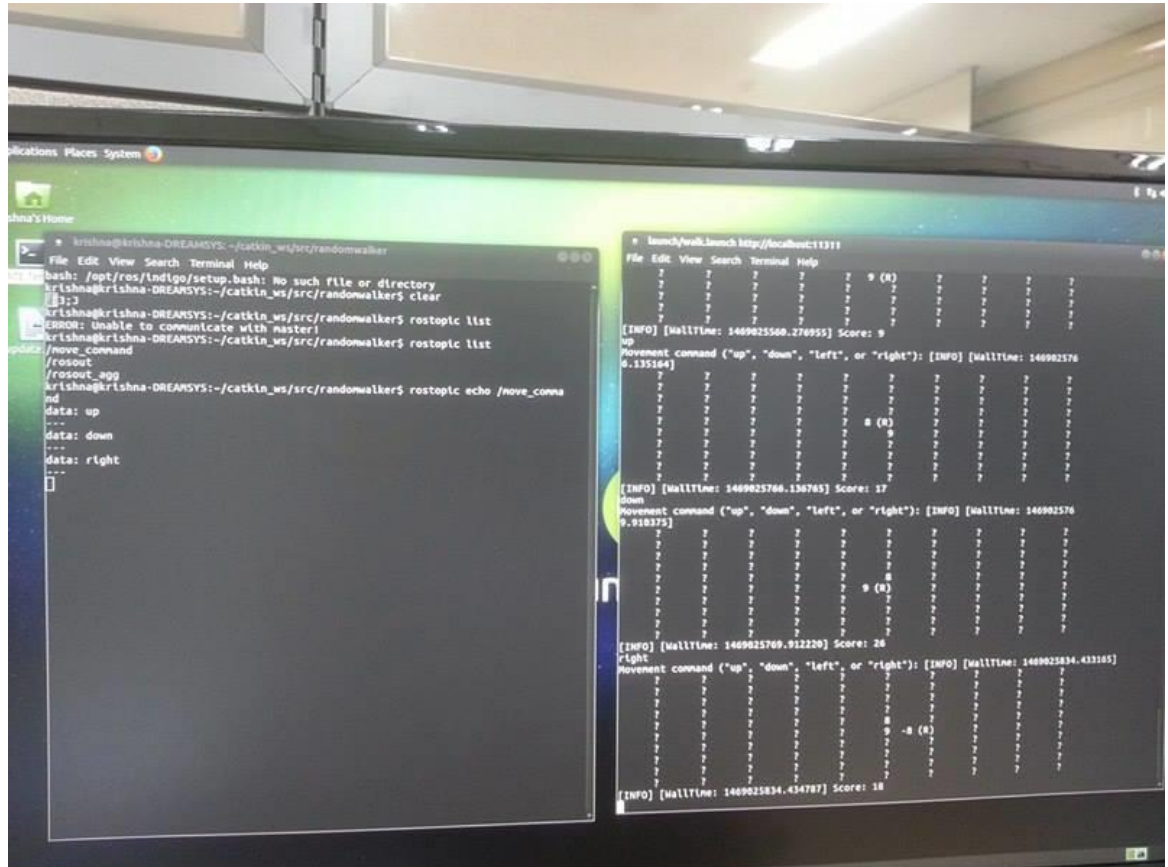 plications Places System
shna's Home
krishna@krishna-DREAMSYS: ~/catkin_ws/src/randomwalker
File Edit View Search Terminal Help
bash: /opt/ros/indigo/setup.bash: No such file or directory
krishna@krishna-DREAMSYS:~/catkin_ws/src/randomwalker$ clear
3;J
krishna@krishna-DREAMSYS:~/catkin_ws/src/randomwalker$ rostopic list
ERROR: Unable to communicate with master!
krishna@krishna-DREAMSYS:~/catkin_ws/src/randomwalker$ rostopic list
/move_command
/rosout
/rosout_agg
krishna@krishna-DREAMSYS:~/catkin_ws/src/randomwalker$ rostopic echo /move_comma
nd
data: up
---
data: down
---
data: right
---
update
launch/walk.launch http://localhost:11311
File Edit View Search Terminal Help
? ? ? ? ? 9 (R) ? ? ? ?
? ? ? ? ? ? ? ? ? ?
? ? ? ? ? ? ? ? ? ?
? ? ? ? ? ? ? ? ? ?
? ? ? ? ? ? ? ? ? ?
[INFO] [WallTime: 1469025560.276955] Score: 9
up
Movement command ("up", "down", "left", or "right"): [INFO] [WallTime: 146902576
6.135164]
? ? ? ? ? ? ? ? ? ?
? ? ? ? ? ? ? ? ? ?
? ? ? ? ? ? ? ? ? ?
? ? ? ? ? ? ? ? ? ?
? ? ? ? ? 8 (R) ? ? ? ?
? ? ? ? ? 9 ? ? ? ?
? ? ? ? ? ? ? ? ? ?
? ? ? ? ? ? ? ? ? ?
? ? ? ? ? ? ? ? ? ?
? ? ? ? ? ? ? ? ? ?
[INFO] [WallTime: 1469025766.136765] Score: 17
down
Movement command ("up", "down", "left", or "right"): [INFO] [WallTime: 146902576
9.910375]
? ? ? ? ? ? ? ? ? ?
? ? ? ? ? ? ? ? ? ?
? ? ? ? ? ? ? ? ? ?
? ? ? ? ? ? ? ? ? ?
? ? ? ? ? 8 ? ? ? ?
? ? ? ? ? 9 (R) ? ? ? ?
? ? ? ? ? ? ? ? ? ?
? ? ? ? ? ? ? ? ? ?
? ? ? ? ? ? ? ? ? ?
? ? ? ? ? ? ? ? ? ?
[INFO] [WallTime: 1469025769.912220] Score: 26
right
Movement command ("up", "down", "left", or "right"): [INFO] [WallTime: 1469025834.433165]
? ? ? ? ? ? ? ? ? ?
? ? ? ? ? ? ? ? ? ?
? ? ? ? ? ? ? ? ? ?
? ? ? ? ? ? ? ? ? ?
? ? ? ? ? 8 ? ? ? ?
? ? ? ? ? 9 -8 (R) ? ? ?
? ? ? ? ? ? ? ? ? ?
? ? ? ? ? ? ? ? ? ?
? ? ? ? ? ? ? ? ? ?
? ? ? ? ? ? ? ? ? ?
[INFO] [WallTime: 1469025834.434787] Score: 18